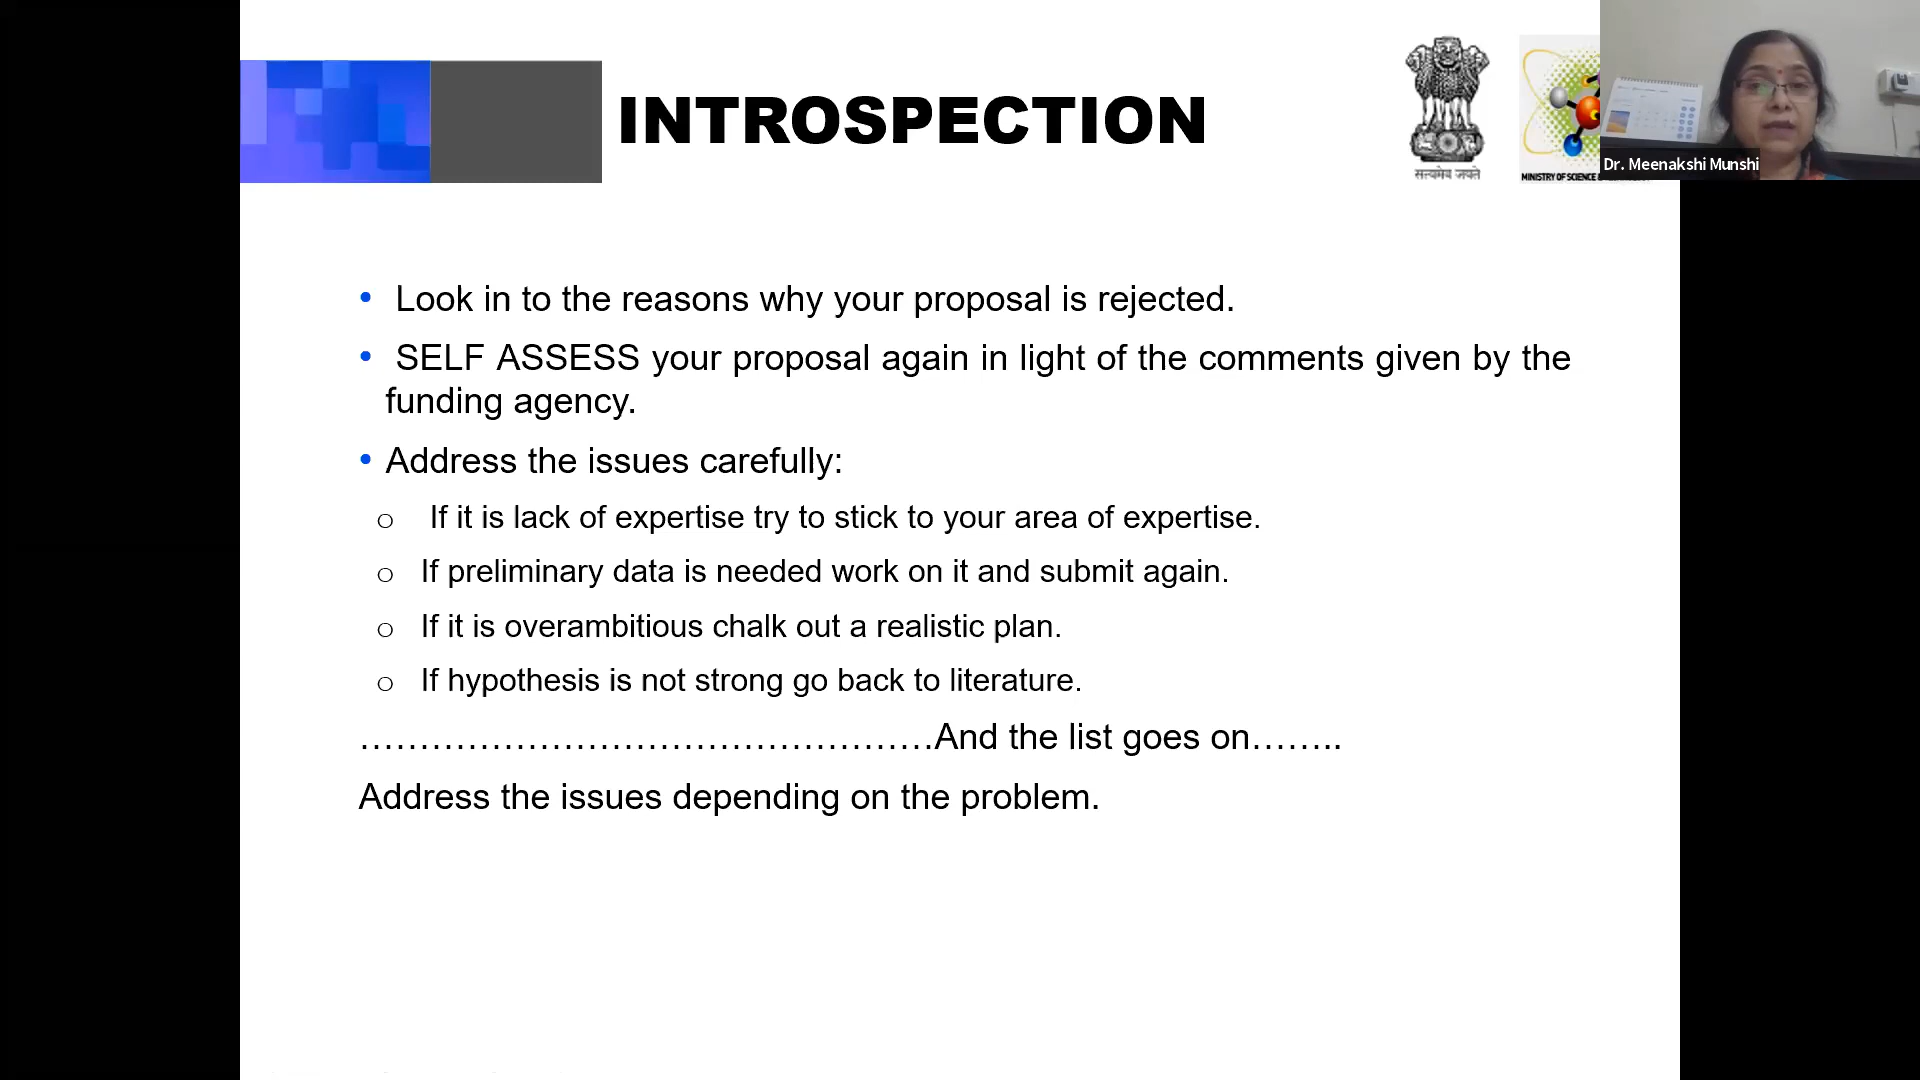 INTROSPECTION
सत्यमेव जयते
MINISTRY OF SCIENCE
Dr. Meenakshi Munshi
• Look in to the reasons why your proposal is rejected.
• SELF ASSESS your proposal again in light of the comments given by the
funding agency.
• Address the issues carefully:
o If it is lack of expertise try to stick to your area of expertise.
o If preliminary data is needed work on it and submit again.
o If it is overambitious chalk out a realistic plan.
o If hypothesis is not strong go back to literature.
…………………………………………And the list goes on……..
Address the issues depending on the problem.